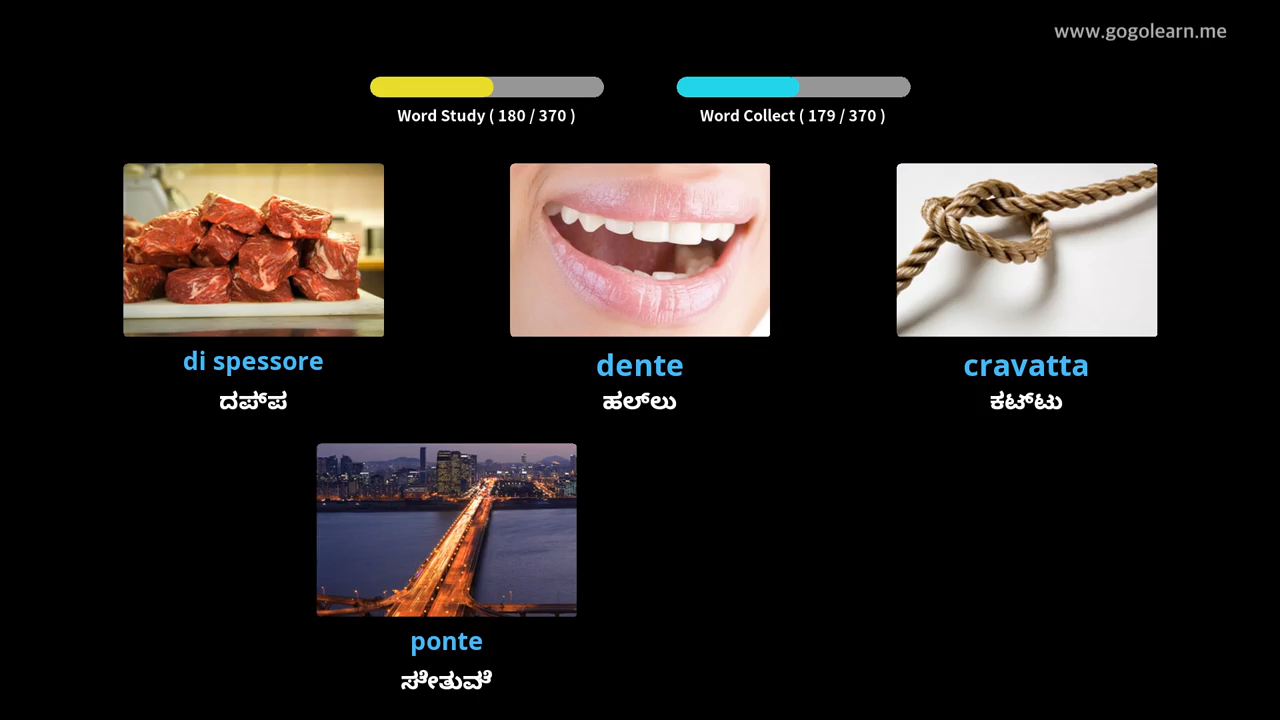 www.gogolearn.me
Word Study ( 180 / 370 )
Word Collect ( 179 / 370 )
di spessore
ದಪ್ಪ
dente
ಹಲ್ಲು
cravatta
ಕಟ್ಟು
ponte
ಸೇತುವೆ